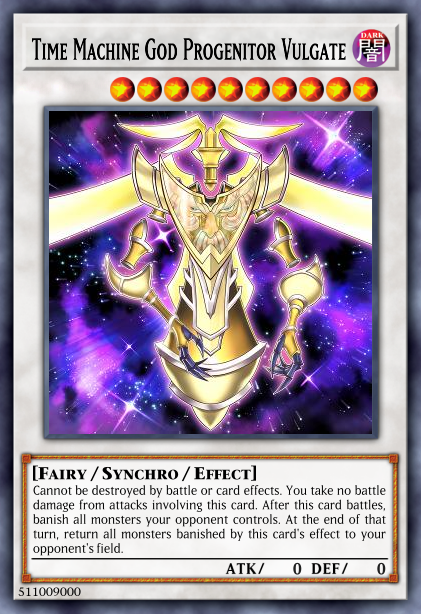 TIME MACHINE GOD PROGENITOR VULGATE
DARK
闇
[FAIRY / SYNCHRO / EFFECT]
Cannot be destroyed by battle or card effects. You take no battle
damage from attacks involving this card. After this card battles,
banish all monsters your opponent controls. At the end of that
turn, return all monsters banished by this card's effect to your
opponent's field.
ATK/ 0 DEF/ 0
511009000